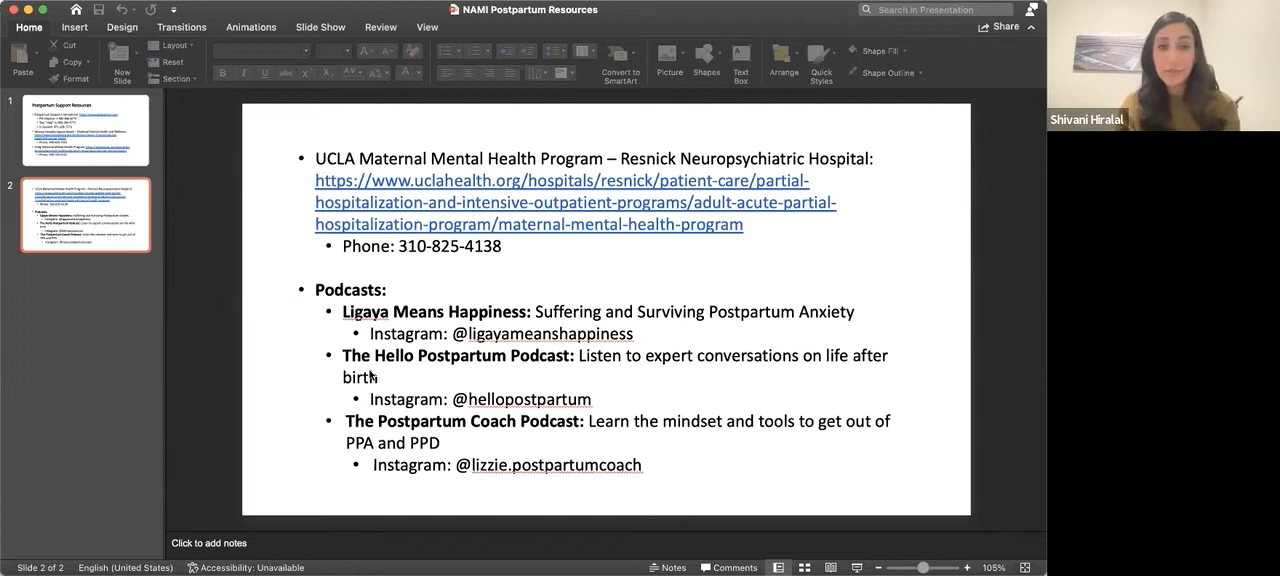 NAMI Postpartum Resources
Search in Presentation
Home Insert Design Transitions Animations Slide Show Review View
Share
Paste
Cut
Copy
Format
New Slide
Layout
Reset
Section
Convert to SmartArt
Picture
Shapes
Text Box
Arrange
Quick Styles
Shape Fill
Shape Outline
1
Postpartum Support Resources
2
• UCLA Maternal Mental Health Program – Resnick Neuropsychiatric Hospital:
https://www.uclahealth.org/hospitals/resnick/patient-care/partial-
hospitalization-and-intensive-outpatient-programs/adult-acute-partial-
hospitalization-program/maternal-mental-health-program
• Phone: 310-825-4138
• Podcasts:
• Ligaya Means Happiness: Suffering and Surviving Postpartum Anxiety
• Instagram: @ligayameanshappiness
• The Hello Postpartum Podcast: Listen to expert conversations on life after
birth
• Instagram: @hellopostpartum
• The Postpartum Coach Podcast: Learn the mindset and tools to get out of
PPA and PPD
• Instagram: @lizzie.postpartumcoach
Click to add notes
Slide 2 of 2 English (United States) Accessibility: Unavailable
Notes Comments 105%
Shivani Hiralal